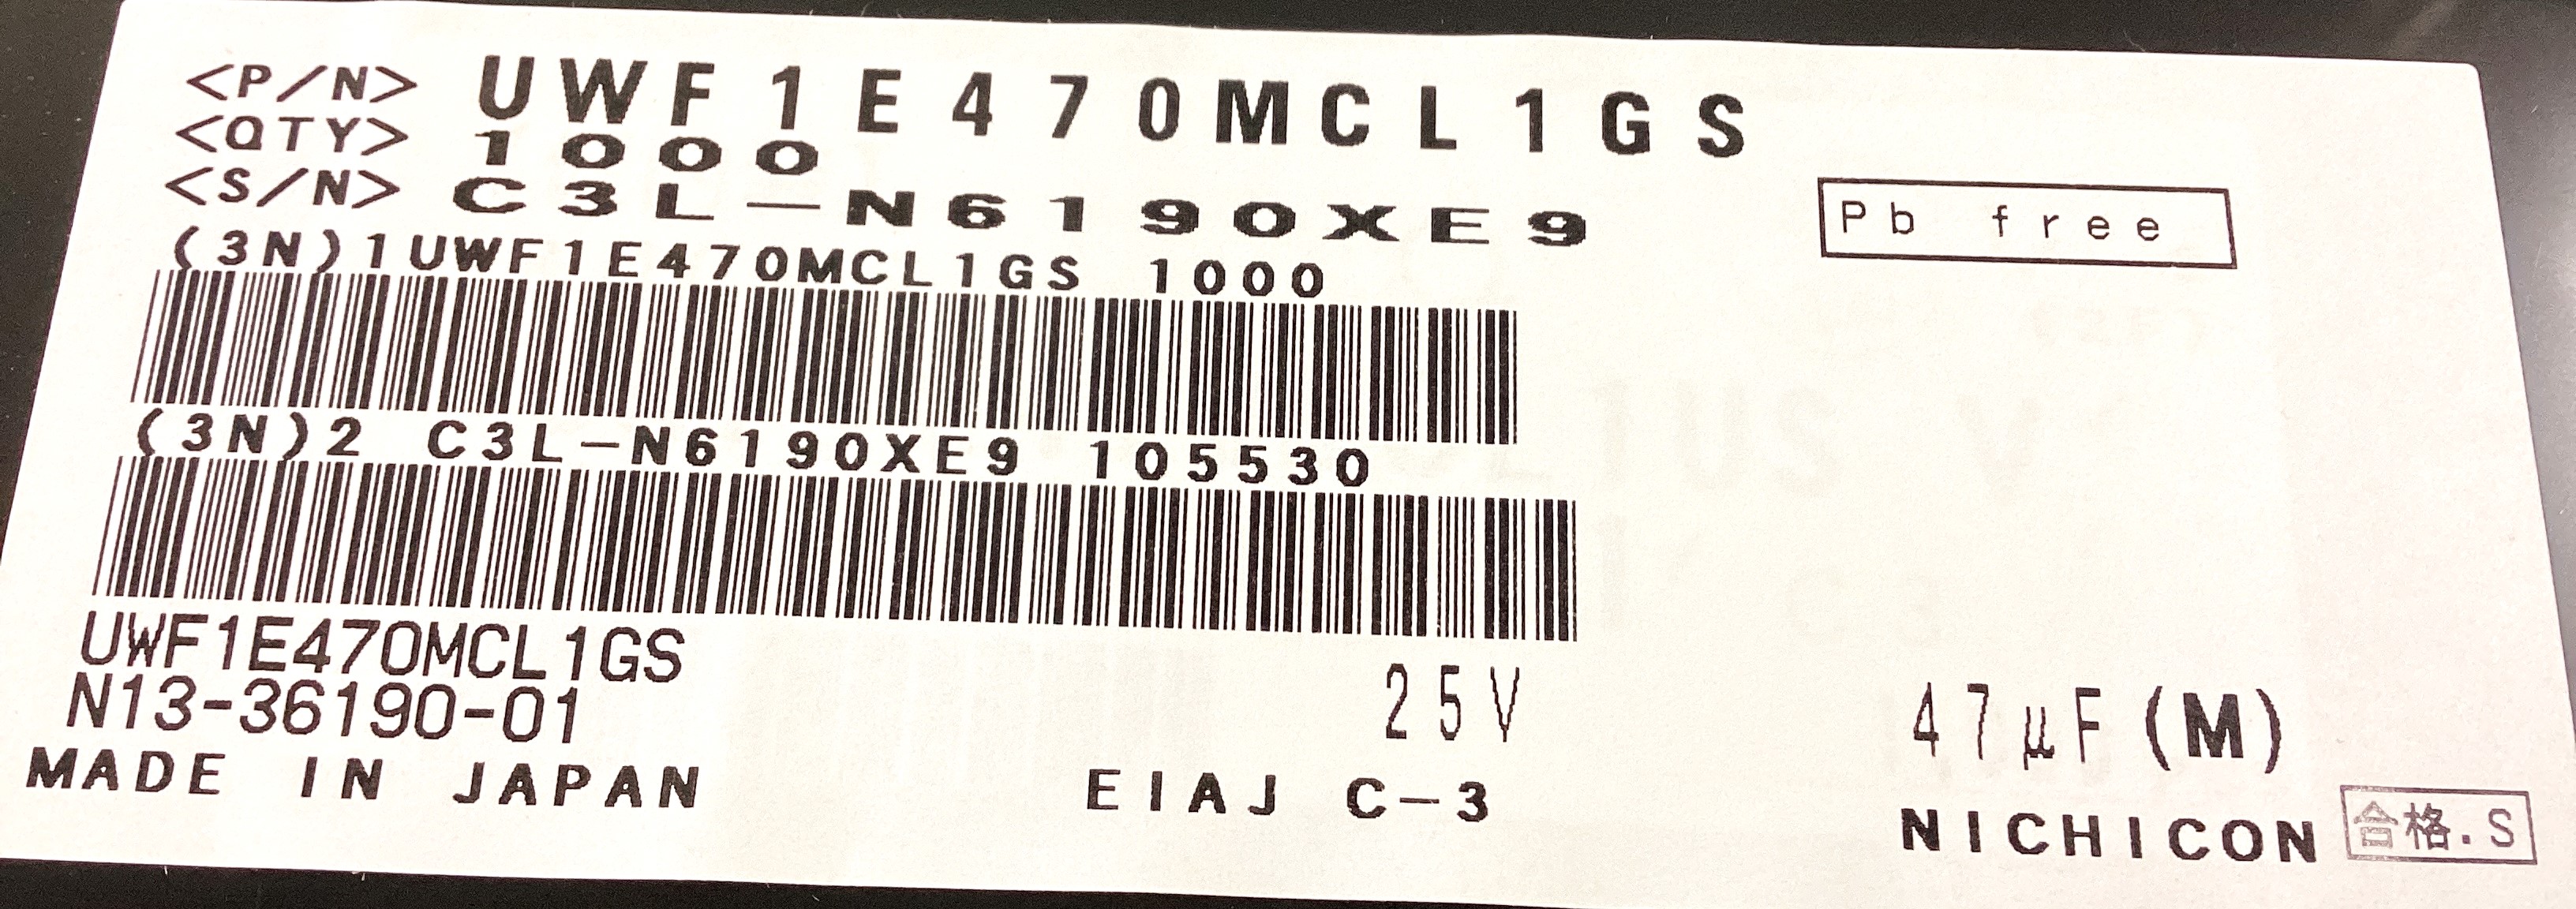 <P/N> UWF1E470MCL1GS
<QTY> 1000
<S/N> C3L-N6190XE9
Pb free
(3N)1UWF1E470MCL1GS 1000
(3N)2 C3L-N6190XE9 105530
UWF1E470MCL1GS
N13-36190-01
25V
47μF(M)
MADE IN JAPAN
EIAJ C-3
NICHICON
合格.S